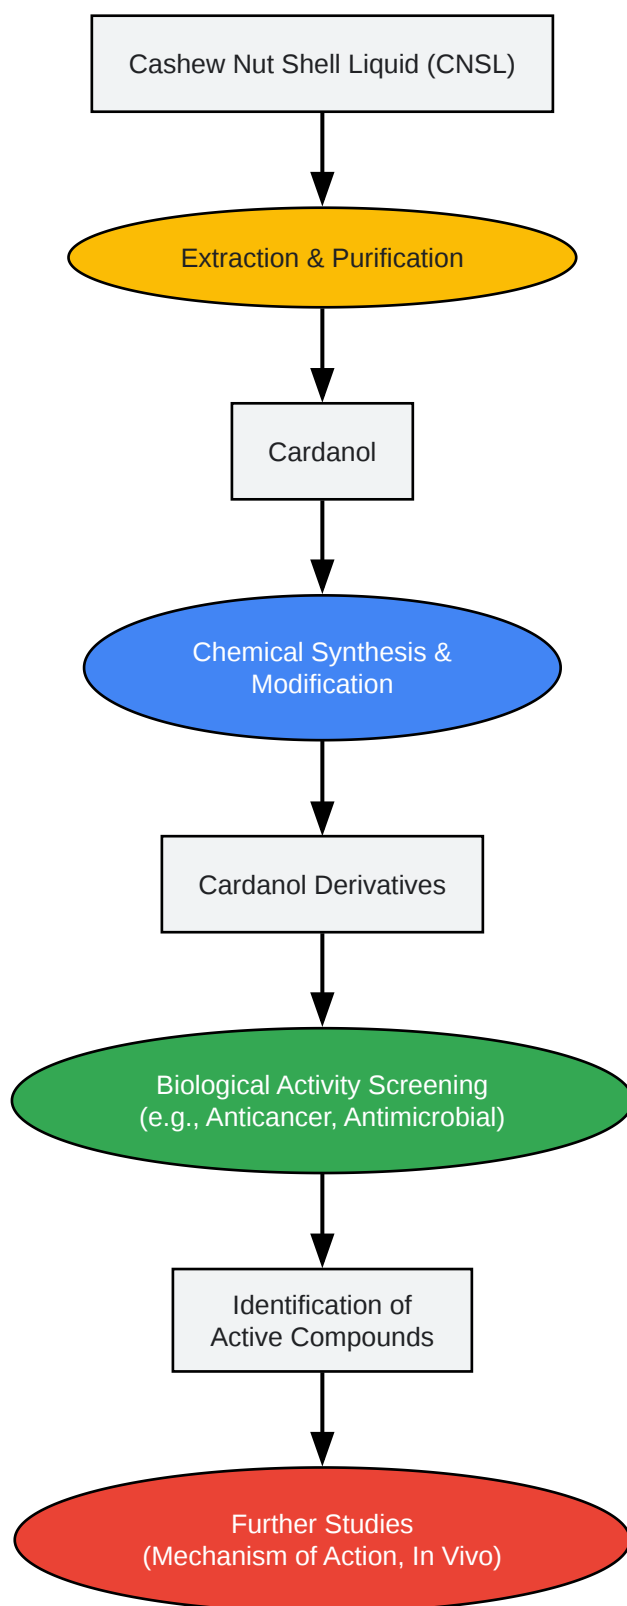 Cashew Nut Shell Liquid (CNSL)
Extraction & Purification
Cardanol
Chemical Synthesis &
Modification
Cardanol Derivatives
Biological Activity Screening
(e.g., Anticancer, Antimicrobial)
Identification of
Active Compounds
Further Studies
(Mechanism of Action, In Vivo)